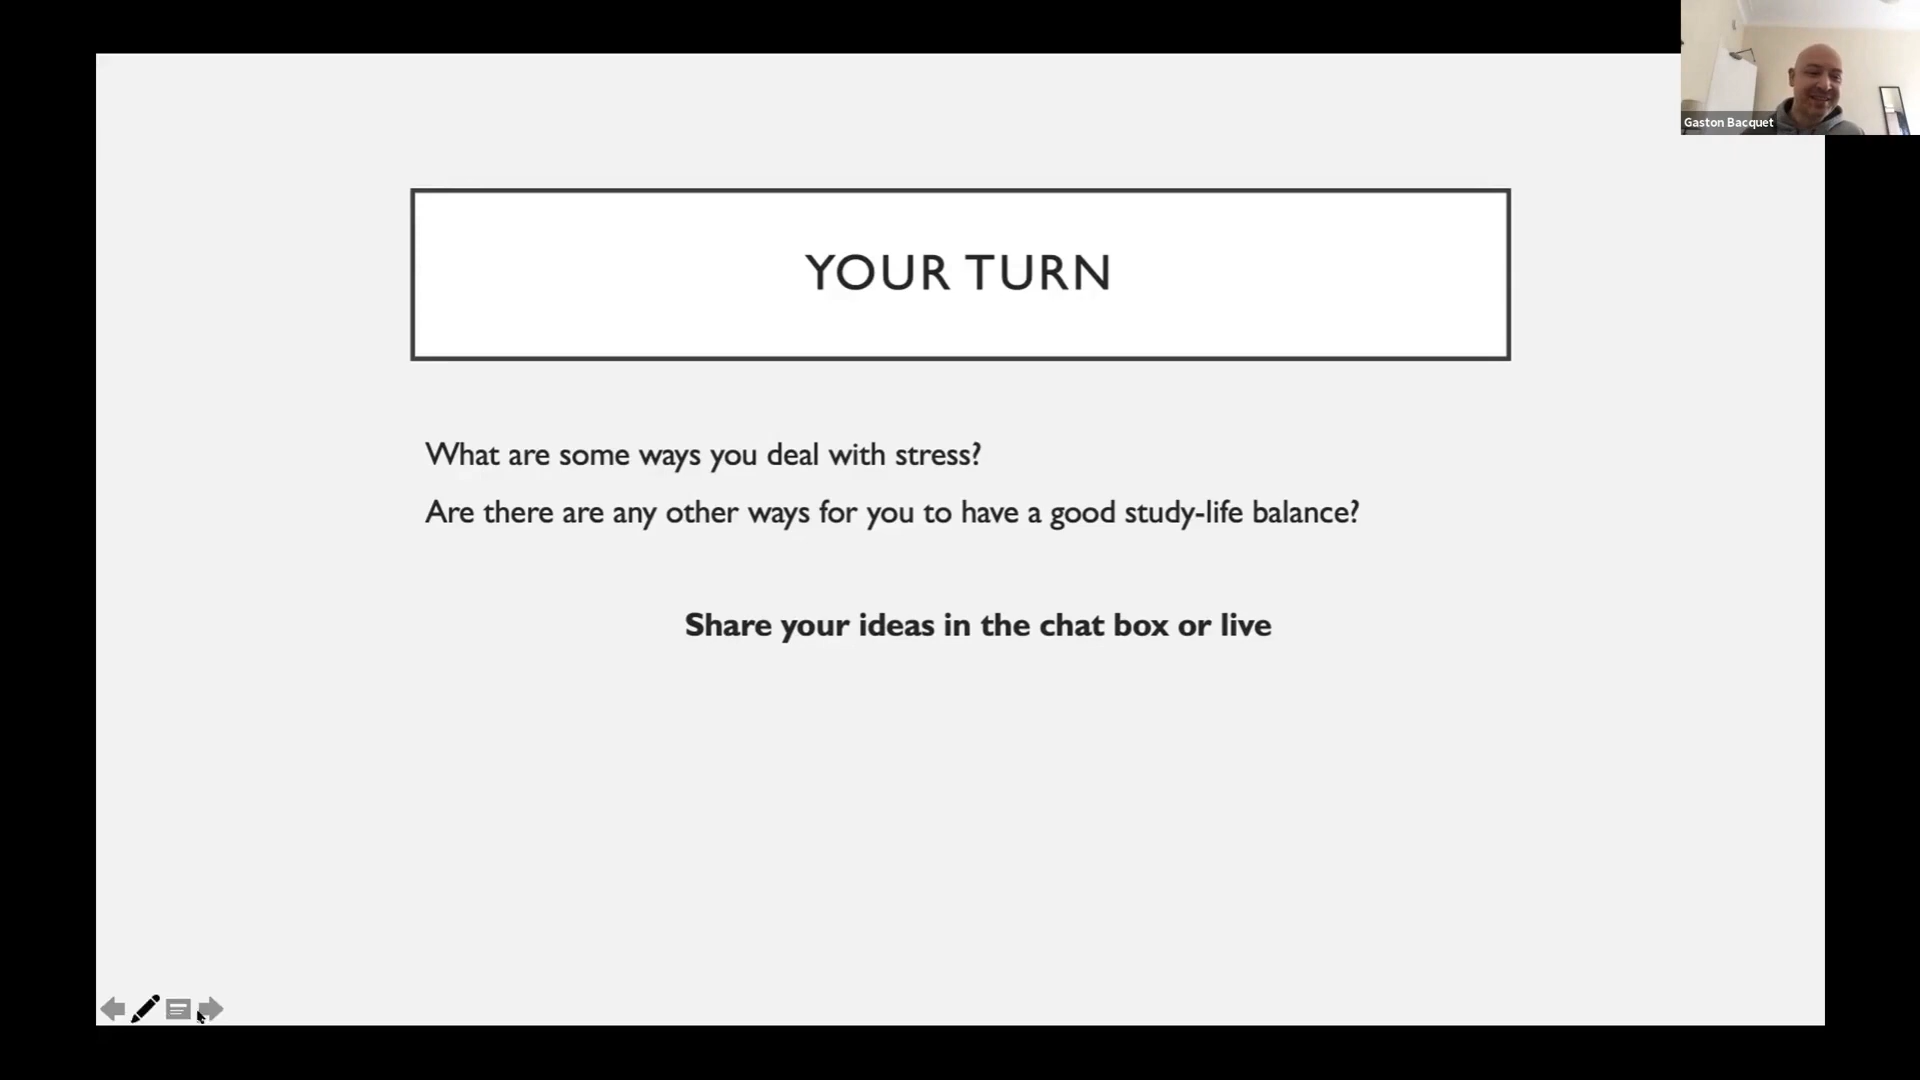 Gaston Bacquet
YOUR TURN
What are some ways you deal with stress?
Are there are any other ways for you to have a good study-life balance?
Share your ideas in the chat box or live